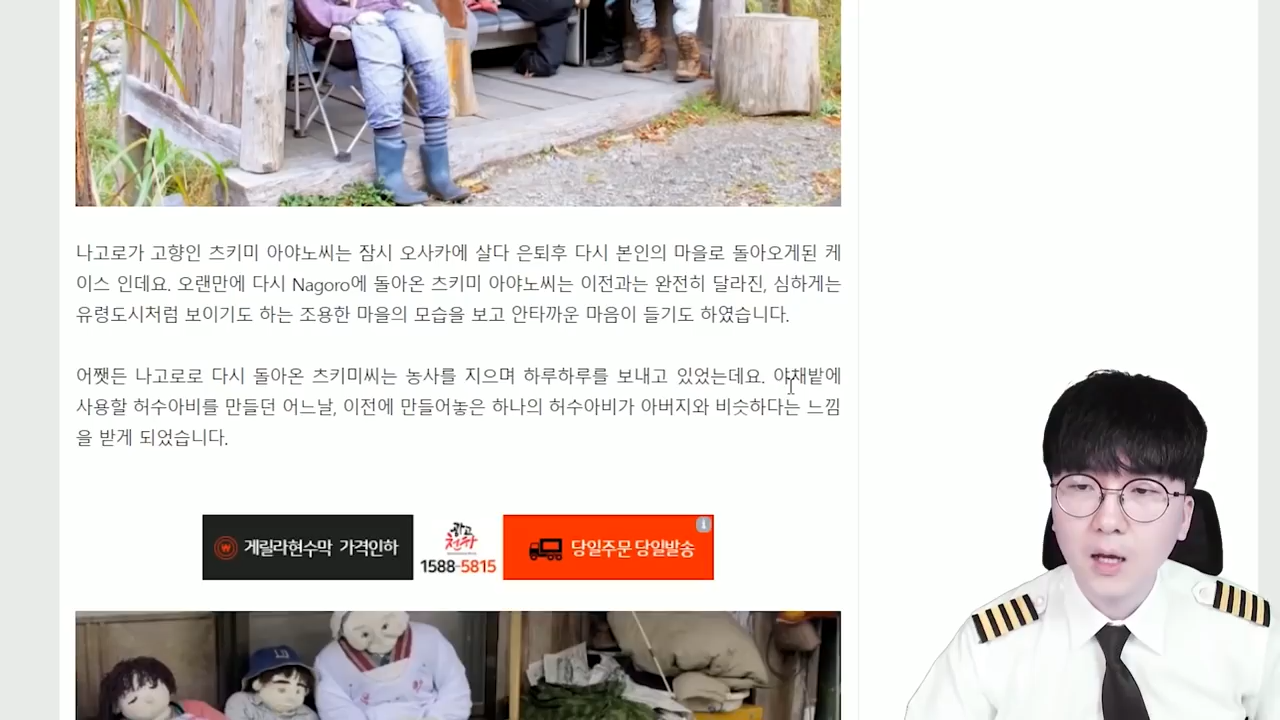 나고로가 고향인 츠키미 아야노씨는 잠시 오사카에 살다 은퇴후 다시 본인의 마을로 돌아오게된 케
이스 인데요. 오랜만에 다시 Nagoro에 돌아온 츠키미 아야노씨는 이전과는 완전히 달라진, 심하게는
유령도시처럼 보이기도 하는 조용한 마을의 모습을 보고 안타까운 마음이 들기도 하였습니다.
어쨋든 나고로로 다시 돌아온 츠키미씨는 농사를 지으며 하루하루를 보내고 있었는데요. 야채밭에
사용할 허수아비를 만들던 어느날, 이전에 만들어놓은 하나의 허수아비가 아버지와 비슷하다는 느낌
을 받게 되었습니다.
게릴라현수막 가격인하
광고
천하
1588-5815
당일주문 당일발송